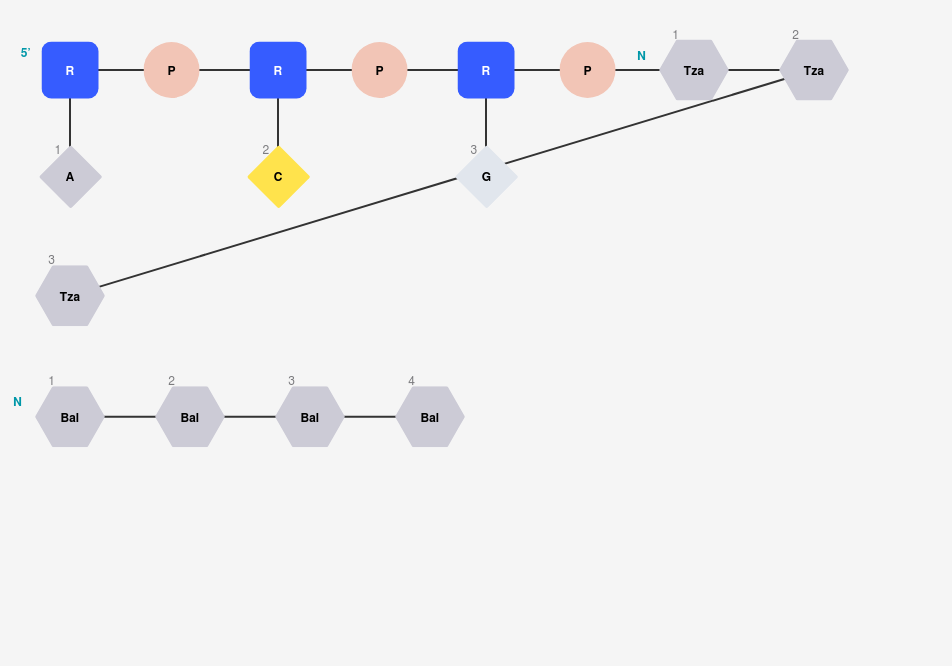 1 2
5' R P R P R P N Tza Tza
1 2 3
A C G
3
Tza
1 2 3 4
N Bal Bal Bal Bal